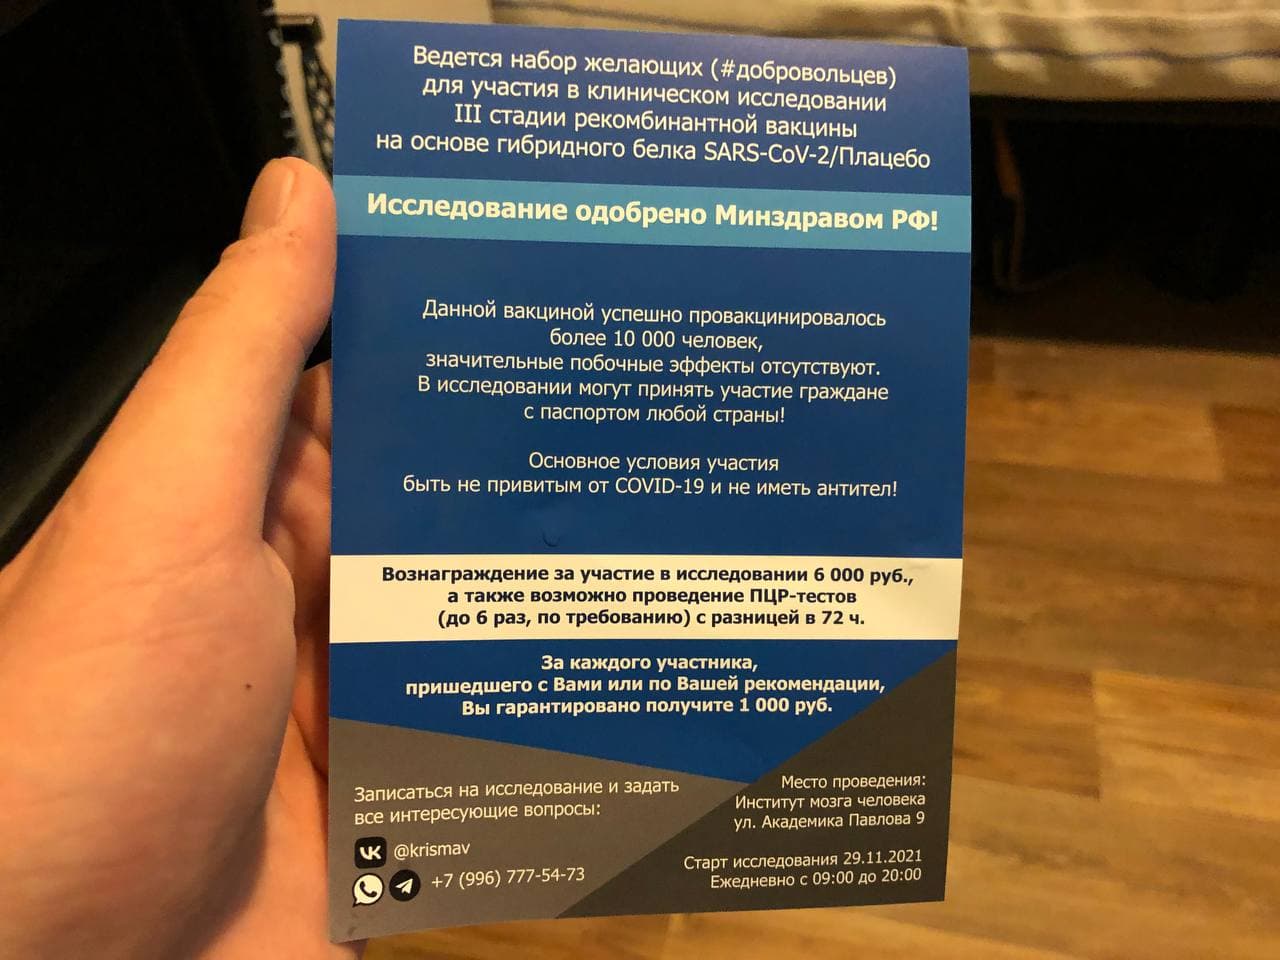 Ведется набор желающих (#добровольцев)
для участия в клиническом исследовании
III стадии рекомбинантной вакцины
на основе гибридного белка SARS-CoV-2/Плацебо
Исследование одобрено Минздравом РФ!
Данной вакциной успешно провакцинировалось
более 10 000 человек,
значительные побочные эффекты отсутствуют.
В исследовании могут принять участие граждане
с паспортом любой страны!
Основное условия участия
быть не привитым от COVID-19 и не иметь антител!
Вознаграждение за участие в исследовании 6 000 руб.,
а также возможно проведение ПЦР-тестов
(до 6 раз, по требованию) с разницей в 72 ч.
За каждого участника,
пришедшего с Вами или по Вашей рекомендации,
Вы гарантировано получите 1 000 руб.
Записаться на исследование и задать
все интересующие вопросы:
@krismav
+7 (996) 777-54-73
Место проведения:
Институт мозга человека
ул. Академика Павлова 9
Старт исследования 29.11.2021
Ежедневно с 09:00 до 20:00